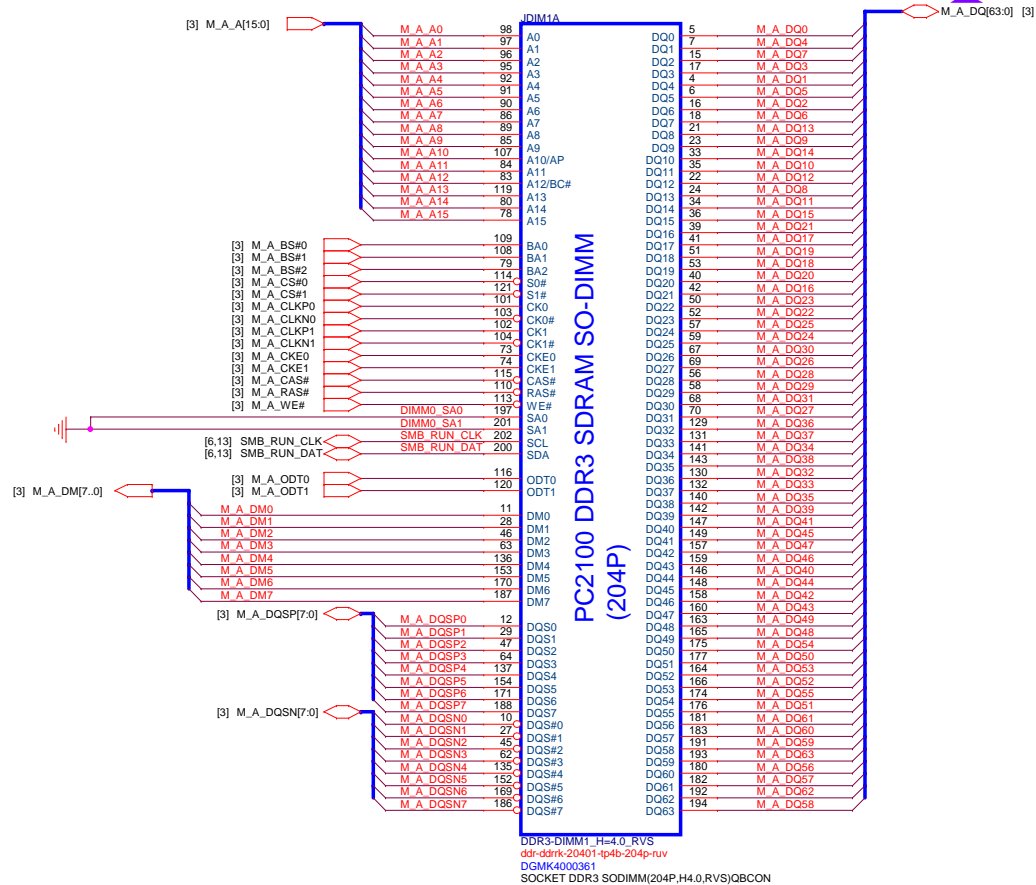 JDIM1A
[3] M_A_A[15:0]
M_A_A0 98 A0
M_A_A1 97 A1
M_A_A2 96 A2
M_A_A3 95 A3
M_A_A4 92 A4
M_A_A5 91 A5
M_A_A6 90 A6
M_A_A7 86 A7
M_A_A8 89 A8
M_A_A9 85 A9
M_A_A10 107 A10/AP
M_A_A11 84 A11
M_A_A12 83 A12/BC#
M_A_A13 119 A13
M_A_A14 80 A14
M_A_A15 78 A15
[3] M_A_BS#0 109 BA0
[3] M_A_BS#1 108 BA1
[3] M_A_BS#2 79 BA2
[3] M_A_CS#0 114 S0#
[3] M_A_CS#1 121 S1#
[3] M_A_CLKP0 101 CK0
[3] M_A_CLKN0 103 CK0#
[3] M_A_CLKP1 102 CK1
[3] M_A_CLKN1 104 CK1#
[3] M_A_CKE0 73 CKE0
[3] M_A_CKE1 74 CKE1
[3] M_A_CAS# 115 CAS#
[3] M_A_RAS# 110 RAS#
[3] M_A_WE# 113 WE#
DIMM0_SA0 197 SA0
DIMM0_SA1 201 SA1
[6,13] SMB_RUN_CLK SMB_RUN_CLK 202 SCL
[6,13] SMB_RUN_DAT SMB_RUN_DAT 200 SDA
[3] M_A_ODT0 116 ODT0
[3] M_A_ODT1 120 ODT1
[3] M_A_DM[7..0]
M_A_DM0 11 DM0
M_A_DM1 28 DM1
M_A_DM2 46 DM2
M_A_DM3 63 DM3
M_A_DM4 136 DM4
M_A_DM5 153 DM5
M_A_DM6 170 DM6
M_A_DM7 187 DM7
[3] M_A_DQSP[7:0]
M_A_DQSP0 12 DQS0
M_A_DQSP1 29 DQS1
M_A_DQSP2 47 DQS2
M_A_DQSP3 64 DQS3
M_A_DQSP4 137 DQS4
M_A_DQSP5 154 DQS5
M_A_DQSP6 171 DQS6
M_A_DQSP7 188 DQS7
[3] M_A_DQSN[7:0]
M_A_DQSN0 10 DQS#0
M_A_DQSN1 27 DQS#1
M_A_DQSN2 45 DQS#2
M_A_DQSN3 62 DQS#3
M_A_DQSN4 135 DQS#4
M_A_DQSN5 152 DQS#5
M_A_DQSN6 169 DQS#6
M_A_DQSN7 186 DQS#7
PC2100 DDR3 SDRAM SO-DIMM
(204P)
M_A_DQ[63:0] [3]
DQ0 5 M_A_DQ0
DQ1 7 M_A_DQ4
DQ2 15 M_A_DQ7
DQ3 17 M_A_DQ3
DQ4 4 M_A_DQ1
DQ5 6 M_A_DQ5
DQ6 16 M_A_DQ2
DQ7 18 M_A_DQ6
DQ8 21 M_A_DQ13
DQ9 23 M_A_DQ9
DQ10 33 M_A_DQ14
DQ11 35 M_A_DQ10
DQ12 22 M_A_DQ12
DQ13 24 M_A_DQ8
DQ14 34 M_A_DQ11
DQ15 36 M_A_DQ15
DQ16 39 M_A_DQ21
DQ17 41 M_A_DQ17
DQ18 51 M_A_DQ19
DQ19 53 M_A_DQ18
DQ20 40 M_A_DQ20
DQ21 42 M_A_DQ16
DQ22 50 M_A_DQ23
DQ23 52 M_A_DQ22
DQ24 57 M_A_DQ25
DQ25 59 M_A_DQ24
DQ26 67 M_A_DQ30
DQ27 69 M_A_DQ26
DQ28 56 M_A_DQ28
DQ29 58 M_A_DQ29
DQ30 68 M_A_DQ31
DQ31 70 M_A_DQ27
DQ32 129 M_A_DQ36
DQ33 131 M_A_DQ37
DQ34 141 M_A_DQ34
DQ35 143 M_A_DQ38
DQ36 130 M_A_DQ32
DQ37 132 M_A_DQ33
DQ38 140 M_A_DQ35
DQ39 142 M_A_DQ39
DQ40 147 M_A_DQ41
DQ41 149 M_A_DQ45
DQ42 157 M_A_DQ47
DQ43 159 M_A_DQ46
DQ44 146 M_A_DQ40
DQ45 148 M_A_DQ44
DQ46 158 M_A_DQ42
DQ47 160 M_A_DQ43
DQ48 163 M_A_DQ49
DQ49 165 M_A_DQ48
DQ50 175 M_A_DQ54
DQ51 177 M_A_DQ50
DQ52 164 M_A_DQ53
DQ53 166 M_A_DQ52
DQ54 174 M_A_DQ55
DQ55 176 M_A_DQ51
DQ56 181 M_A_DQ61
DQ57 183 M_A_DQ60
DQ58 191 M_A_DQ59
DQ59 193 M_A_DQ63
DQ60 180 M_A_DQ56
DQ61 182 M_A_DQ57
DQ62 192 M_A_DQ62
DQ63 194 M_A_DQ58
DDR3-DIMM1_H=4.0_RVS
ddr-ddrrk-20401-tp4b-204p-ruv
DGMK4000361
SOCKET DDR3 SODIMM(204P,H4.0,RVS)QBCON